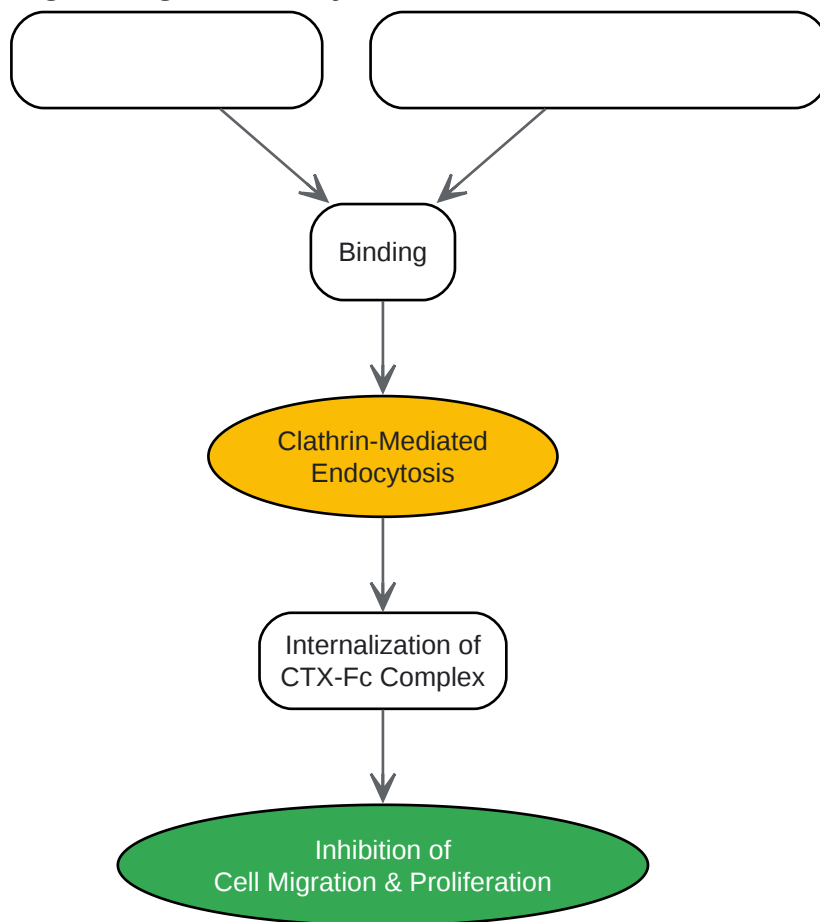 Binding
Clathrin-Mediated
Endocytosis
Internalization of
CTX-Fc Complex
Inhibition of
Cell Migration & Proliferation